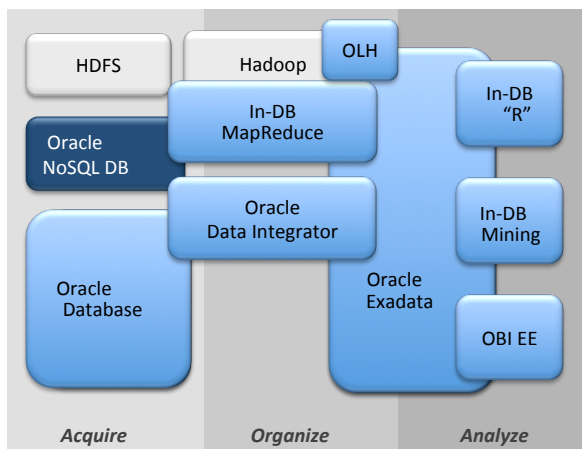 HDFS
Hadoop
OLH
In-DB
"R"
In-DB
MapReduce
Oracle
NoSQL DB
Oracle
Data Integrator
In-DB
Mining
Oracle
Database
Oracle
Exadata
OBI EE
Acquire
Organize
Analyze